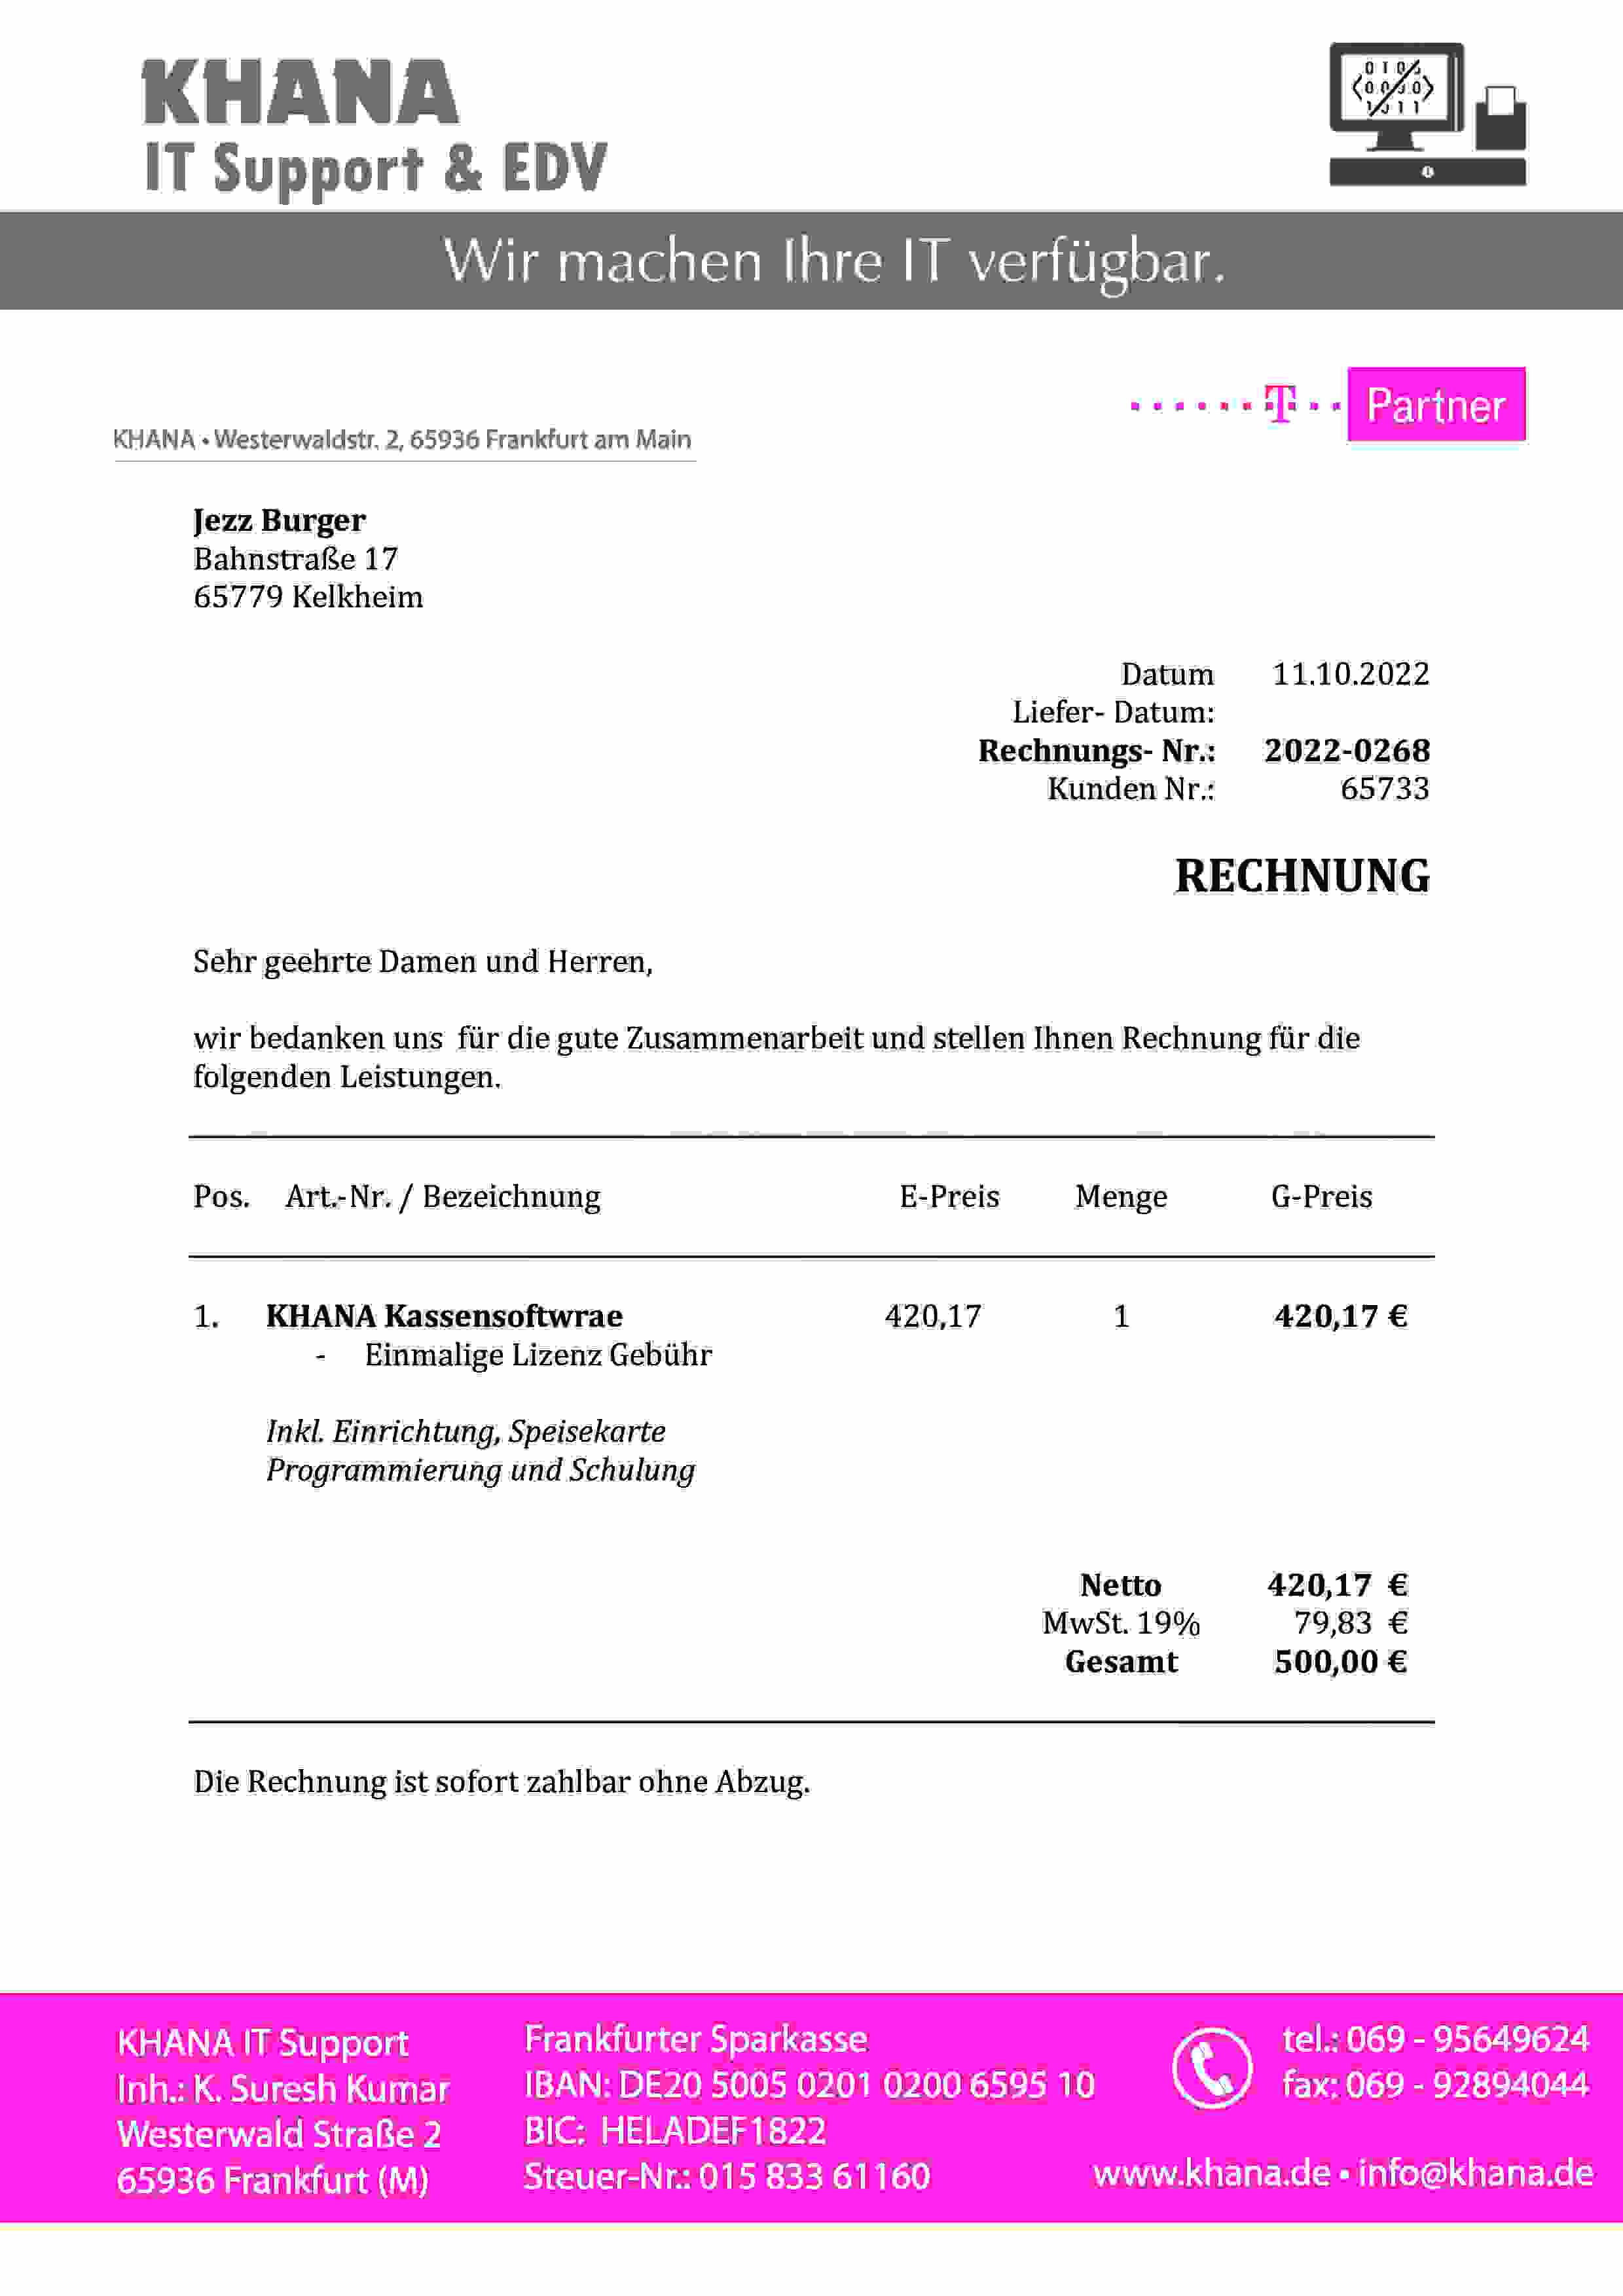 KHANA
IT Support & EDV
Wir machen Ihre IT verfügbar.
T Partner
KHANA • Westerwaldstr. 2, 65936 Frankfurt am Main
Jezz Burger
Bahnstraße 17
65779 Kelkheim
Datum 11.10.2022
Liefer- Datum:
Rechnungs- Nr.: 2022-0268
Kunden Nr.: 65733
RECHNUNG
Sehr geehrte Damen und Herren,
wir bedanken uns für die gute Zusammenarbeit und stellen Ihnen Rechnung für die
folgenden Leistungen.
Pos. Art.-Nr. / Bezeichnung E-Preis Menge G-Preis
1. KHANA Kassensoftwrae 420,17 1 420,17 €
- Einmalige Lizenz Gebühr
Inkl. Einrichtung, Speisekarte
Programmierung und Schulung
Netto 420,17 €
MwSt. 19% 79,83 €
Gesamt 500,00 €
Die Rechnung ist sofort zahlbar ohne Abzug.
KHANA IT Support
Inh.: K. Suresh Kumar
Westerwald Straße 2
65936 Frankfurt (M)
Frankfurter Sparkasse
IBAN: DE20 5005 0201 0200 6595 10
BIC: HELADEF1822
Steuer-Nr.: 015 833 61160
tel.: 069 - 95649624
fax: 069 - 92894044
www.khana.de • info@khana.de